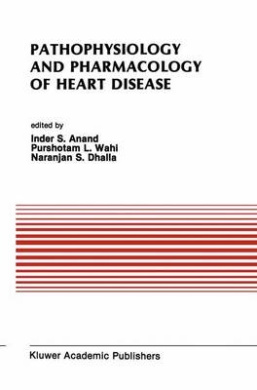 PATHOPHYSIOLOGY
AND PHARMACOLOGY
OF HEART DISEASE
edited by
Inder S. Anand
Purshotam L. Wahi
Naranjan S. Dhalla
Kluwer Academic Publishers